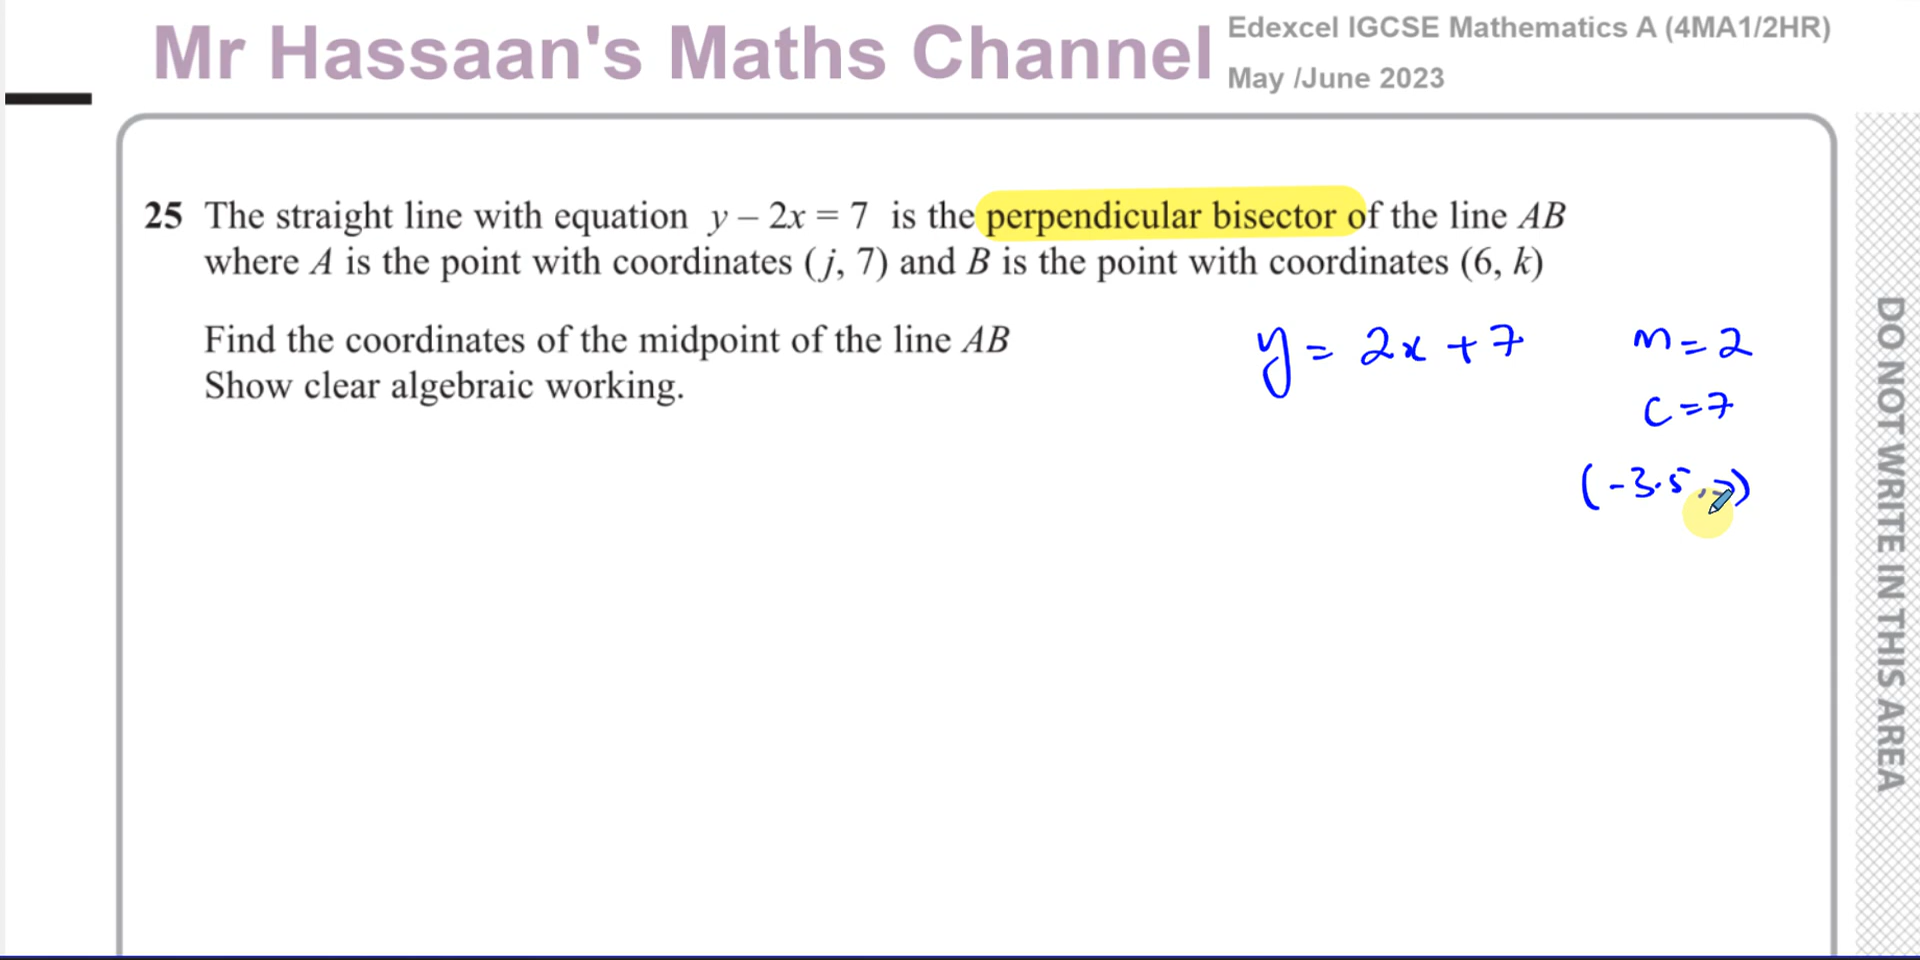 Mr Hassaan's Maths Channel
Edexcel IGCSE Mathematics A (4MA1/2HR)
May /June 2023
25 The straight line with equation y – 2x = 7 is the perpendicular bisector of the line AB
where A is the point with coordinates (j, 7) and B is the point with coordinates (6, k)
Find the coordinates of the midpoint of the line AB
Show clear algebraic working.
y = 2x + 7
m = 2
c = 7
(-3.5,
DO NOT WRITE IN THIS AREA